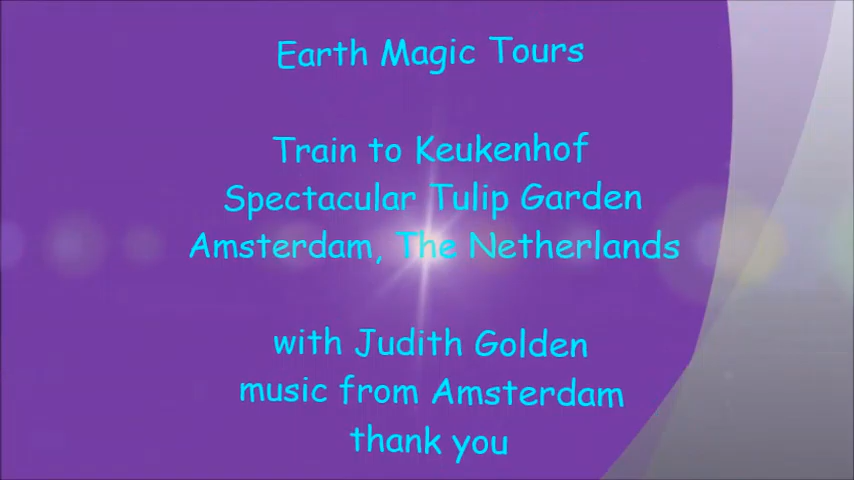 Earth Magic Tours
Train to Keukenhof
Spectacular Tulip Garden
Amsterdam, The Netherlands
with Judith Golden
music from Amsterdam
thank you